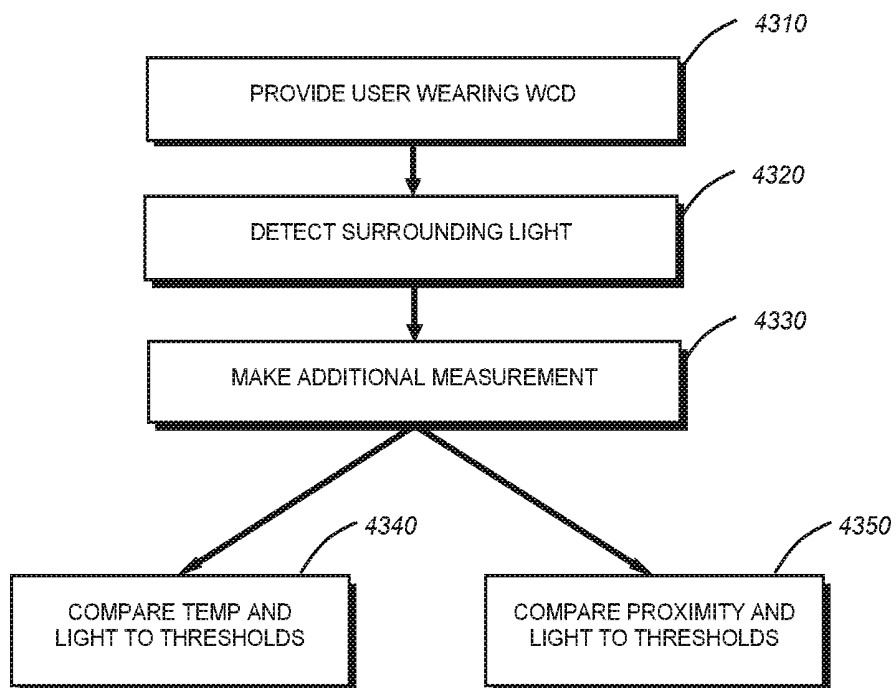 4310
PROVIDE USER WEARING WCD
4320
DETECT SURROUNDING LIGHT
4330
MAKE ADDITIONAL MEASUREMENT
4340
COMPARE TEMP AND
LIGHT TO THRESHOLDS
4350
COMPARE PROXIMITY AND
LIGHT TO THRESHOLDS